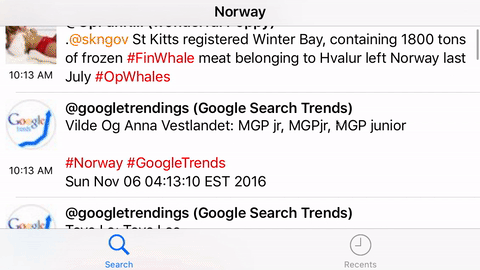 Norway
.@skngov St Kitts registered Winter Bay, containing 1800 tons
of frozen #FinWhale meat belonging to Hvalur left Norway last
10:13 AM
July #OpWhales
@googletrendings (Google Search Trends)
Vilde Og Anna Vestlandet: MGP jr, MGPjr, MGP junior
Google
Trends
10:13 AM
#Norway #GoogleTrends
Sun Nov 06 04:13:10 EST 2016
@googletrendings (Google Search Trends)
Google
Search
Recents